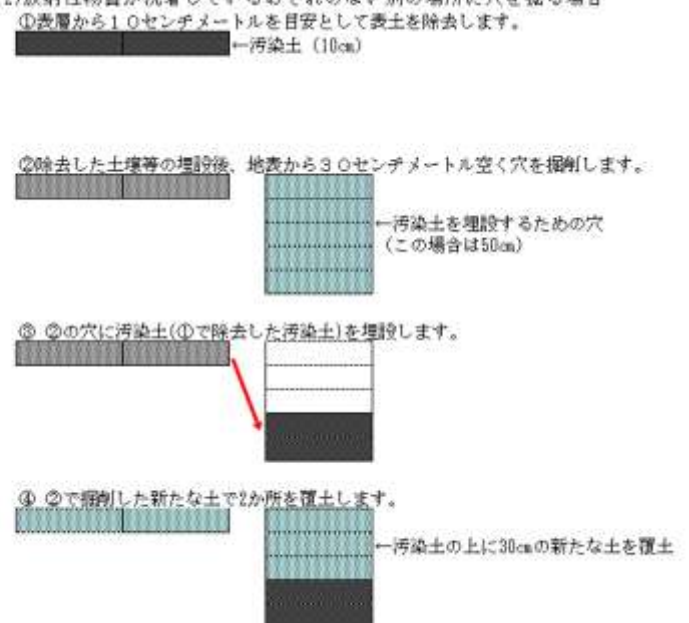 ①表層から10センチメートルを目安として表土を除去します。
←汚染土(10㎝)
②除去した土壌等の埋設後、地表から30センチメートル空く穴を掘削します。
←汚染土を埋設するための穴
(この場合は50㎝)
③ ②の穴に汚染土(①で除去した汚染土)を埋設します。
④ ②で掘削した新たな土で2か所を覆土します。
←汚染土の上に30㎝の新たな土を覆土